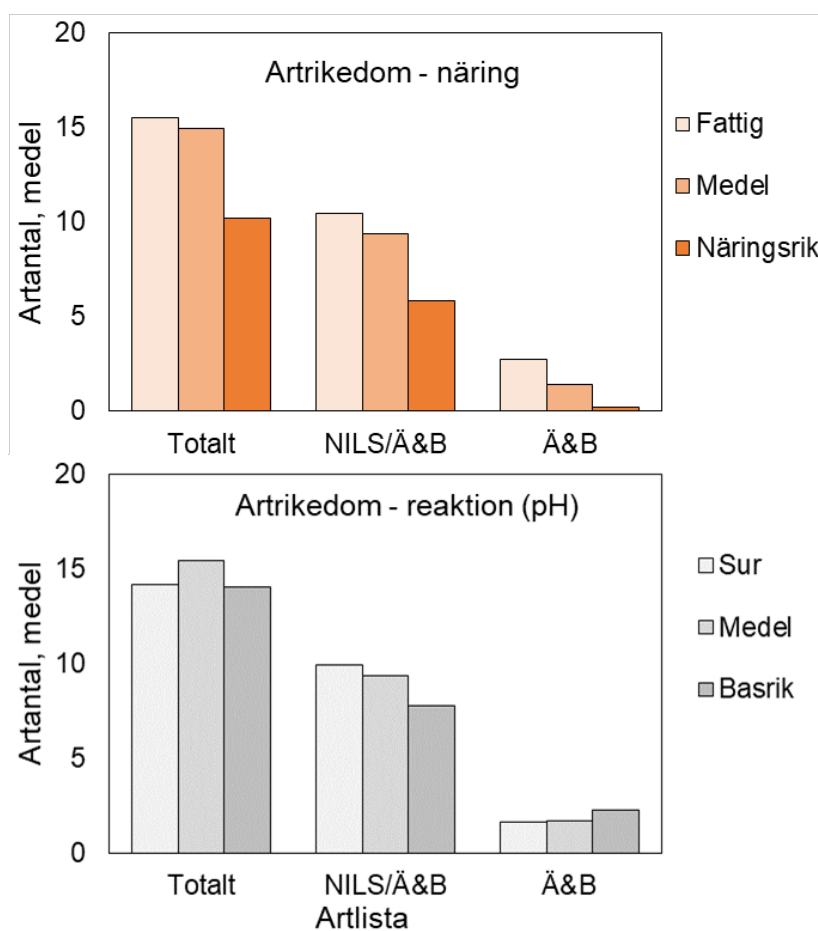 20
Artrikedom - näring
15
10
5
0
Artantal, medel
Totalt
NILS/Ä&B
Ä&B
Fattig
Medel
Näringsrik
20
Artrikedom - reaktion (pH)
15
10
5
0
Artantal, medel
Totalt
NILS/Ä&B
Ä&B
Artlista
Sur
Medel
Basrik